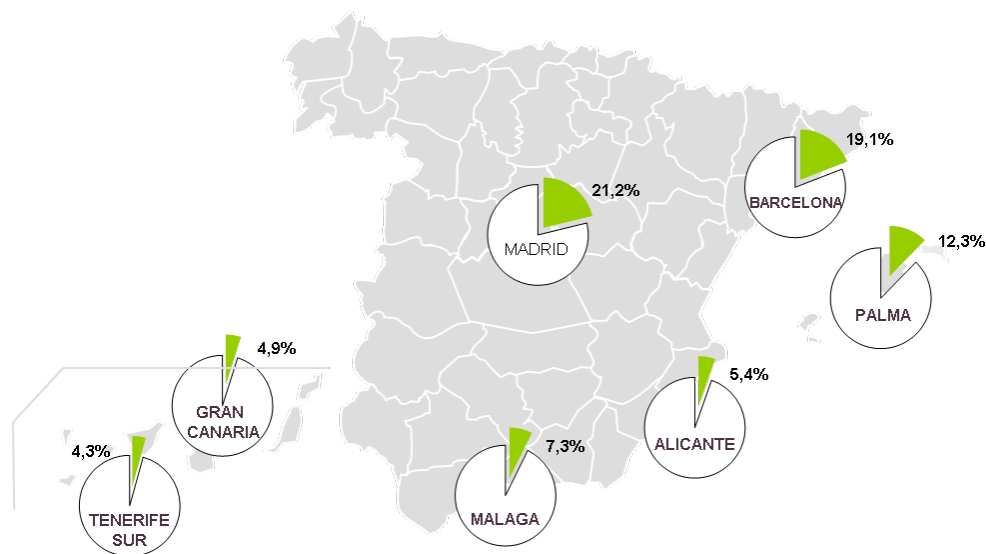 19,1%
BARCELONA
21,2%
MADRID
12,3%
PALMA
4,9%
GRAN
CANARIA
5,4%
ALICANTE
4,3%
TENERIFE
SUR
7,3%
MALAGA